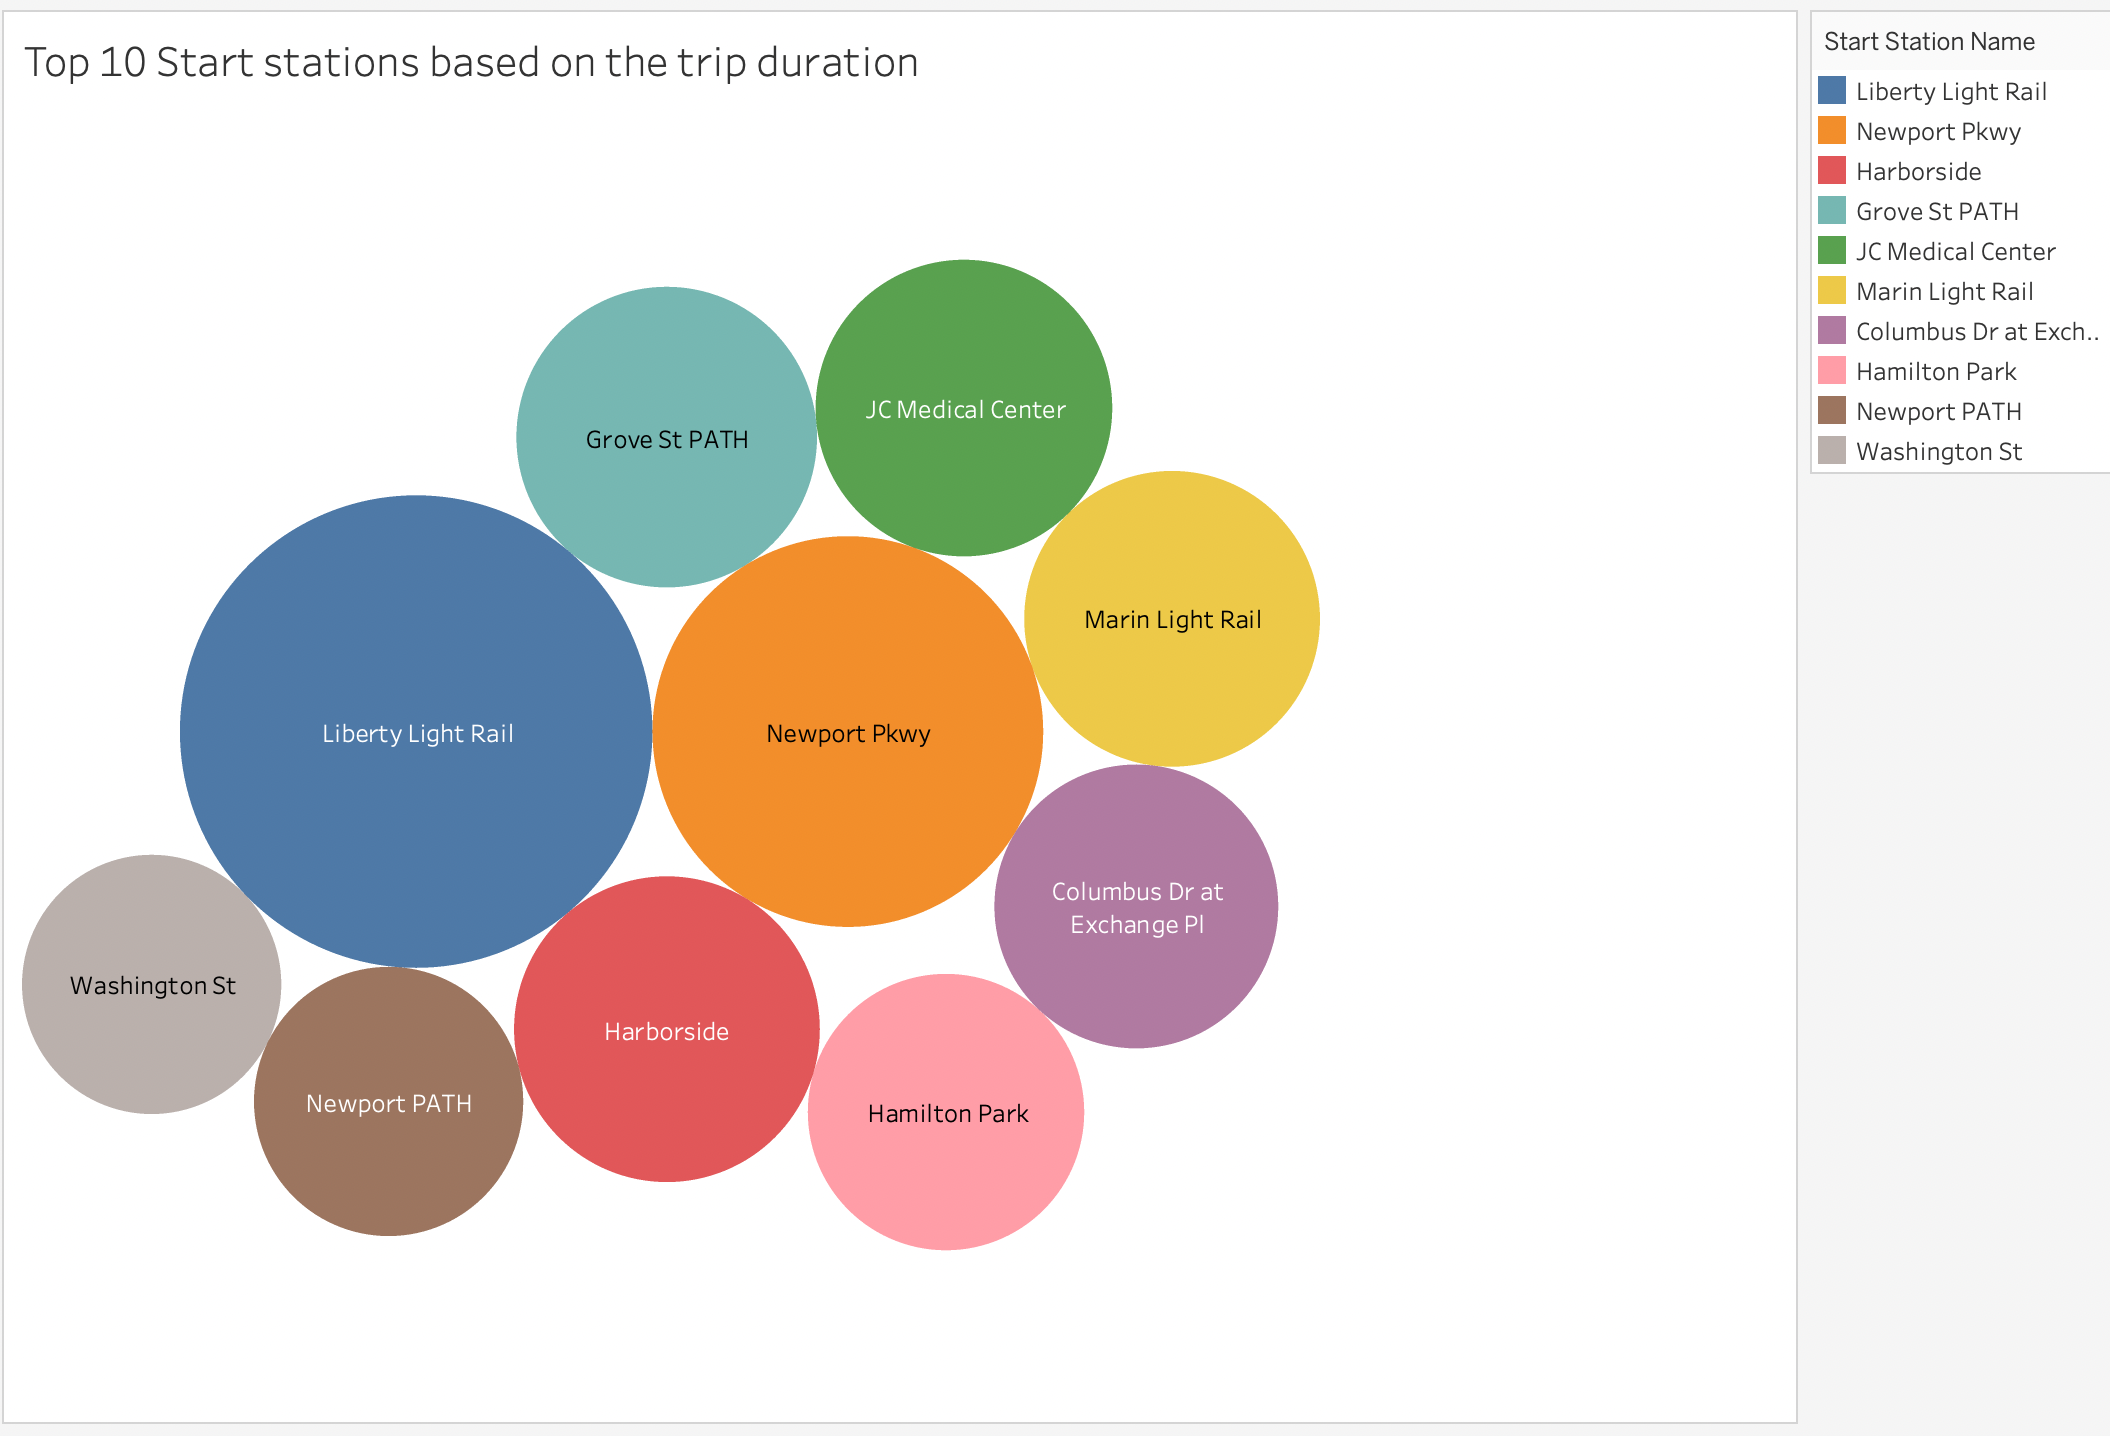 Top 10 Start stations based on the trip duration
Start Station Name
Liberty Light Rail
Newport Pkwy
Harborside
Grove St PATH
JC Medical Center
Marin Light Rail
Columbus Dr at Exch..
Hamilton Park
Newport PATH
Washington St
JC Medical Center
Grove St PATH
Marin Light Rail
Liberty Light Rail
Newport Pkwy
Columbus Dr at
Exchange Pl
Washington St
Harborside
Newport PATH
Hamilton Park